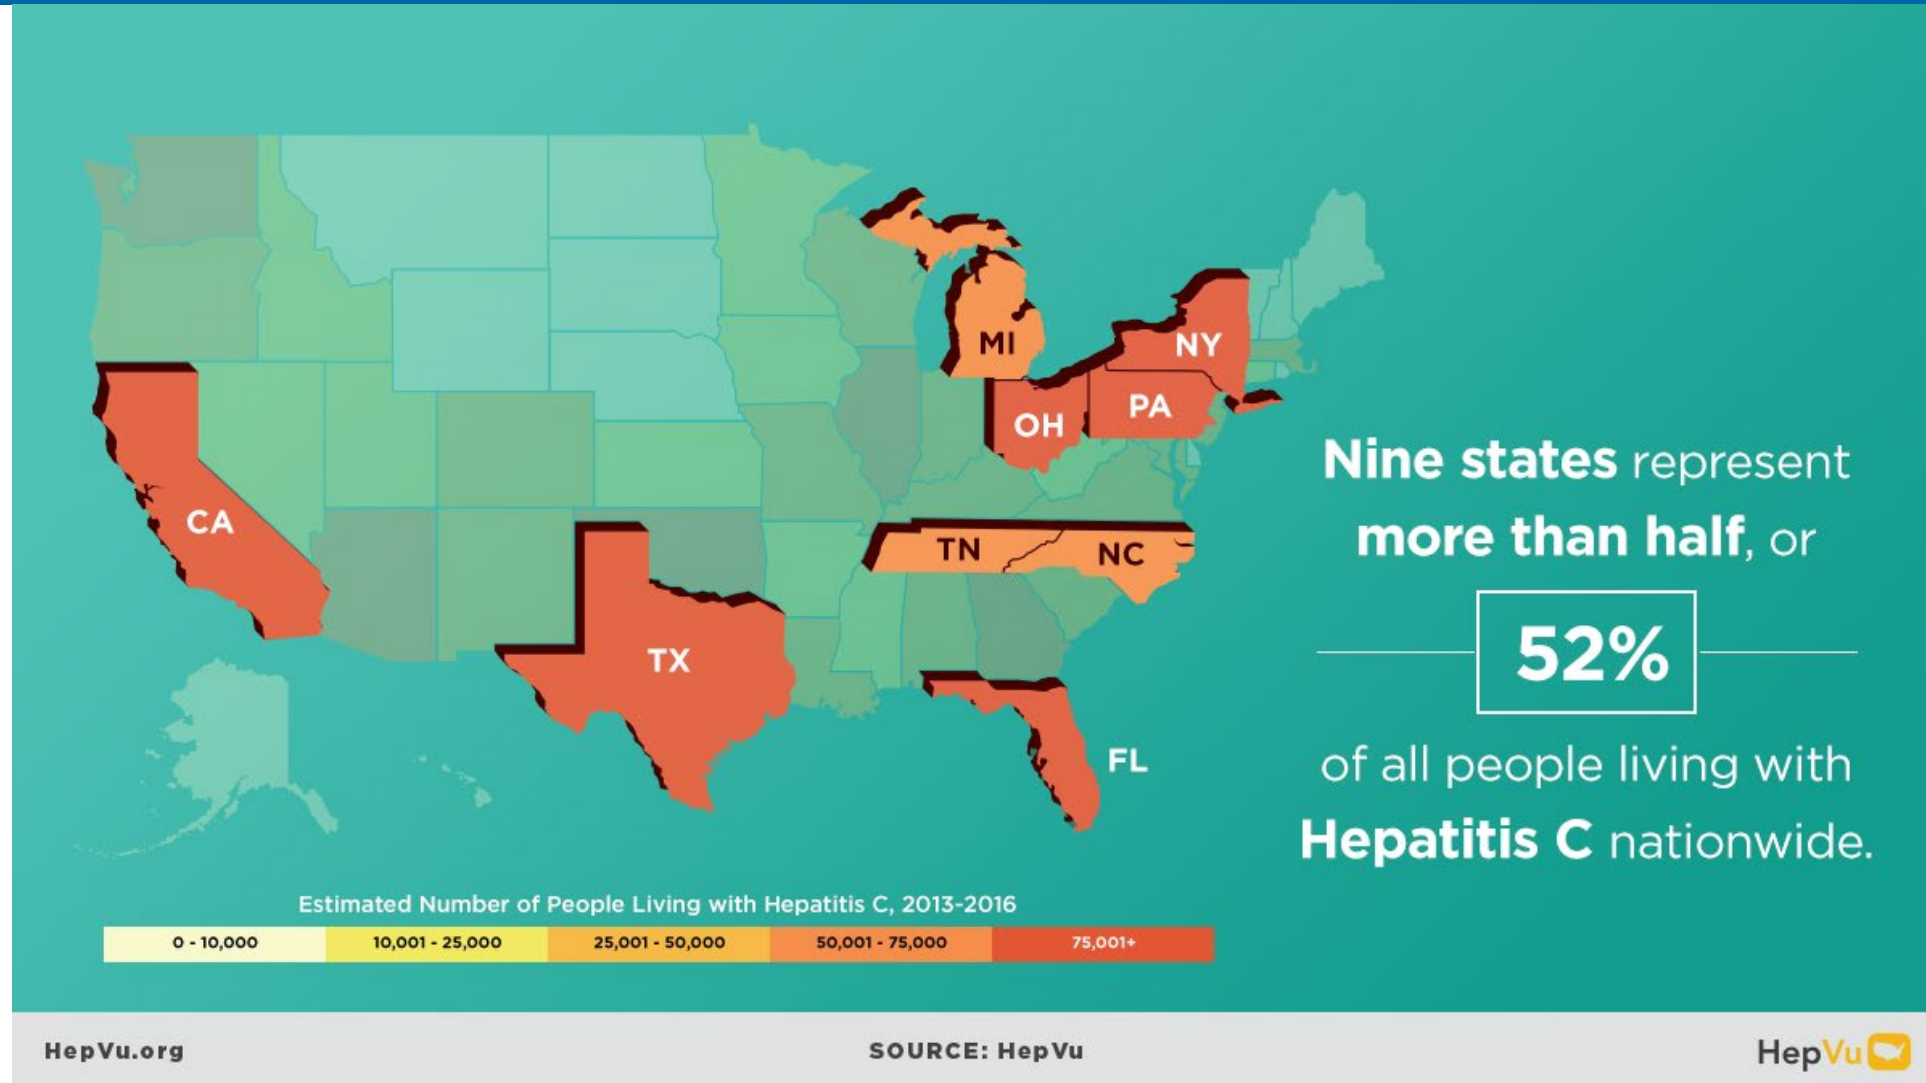 MI
NY
PA
OH
CA
TN
NC
TX
FL
Nine states represent
more than half, or
52%
of all people living with
Hepatitis C nationwide.
Estimated Number of People Living with Hepatitis C, 2013-2016
0 - 10,000
10,001 - 25,000
25,001 - 50,000
50,001 - 75,000
75,001+
HepVu.org
SOURCE: HepVu
HepVu